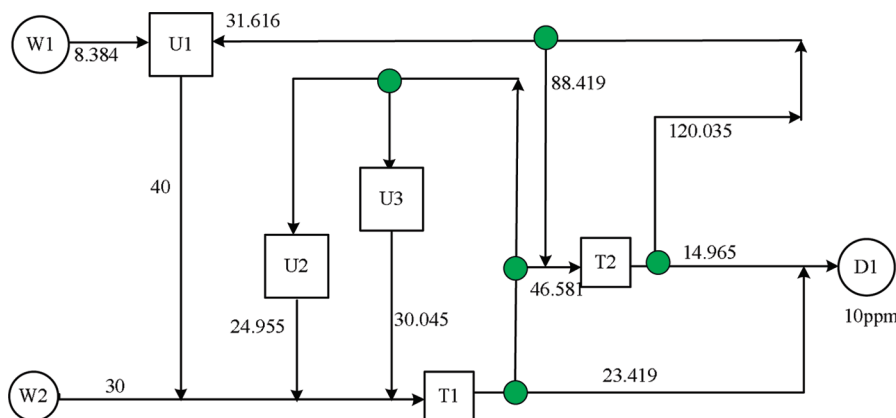 31.616
W1
U1
8.384
88.419
120.035
40
U3
U2
T2
14.965
D1
46.581
10ppm
24.955
30.045
W2
30
T1
23.419